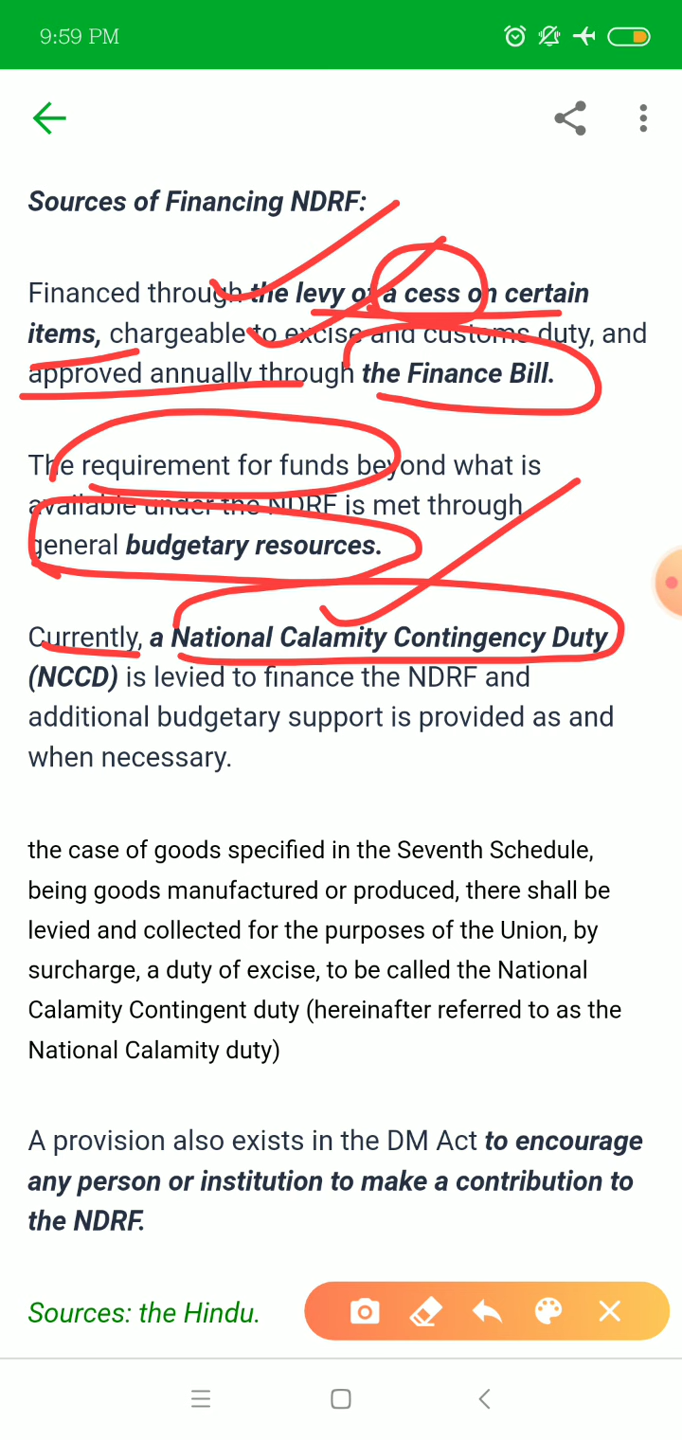 9:59 PM
Sources of Financing NDRF:
Financed through the levy of a cess on certain
items, chargeable to excise and customs duty, and
approved annually through the Finance Bill.
The requirement for funds beyond what is
available under the NDRF is met through
general budgetary resources.
Currently, a National Calamity Contingency Duty
(NCCD) is levied to finance the NDRF and
additional budgetary support is provided as and
when necessary.
the case of goods specified in the Seventh Schedule,
being goods manufactured or produced, there shall be
levied and collected for the purposes of the Union, by
surcharge, a duty of excise, to be called the National
Calamity Contingent duty (hereinafter referred to as the
National Calamity duty)
A provision also exists in the DM Act to encourage
any person or institution to make a contribution to
the NDRF.
Sources: the Hindu.